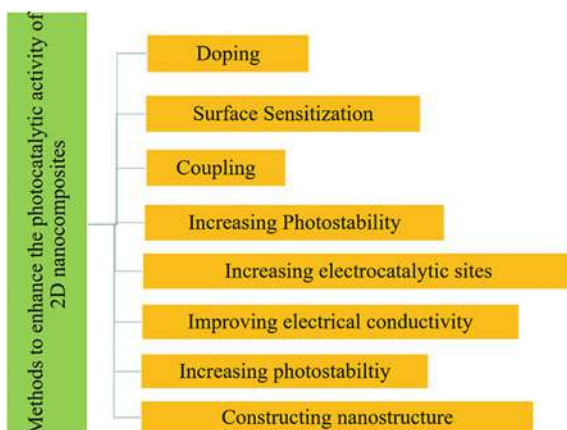 Methods to enhance the photocatalytic activity of
2D nanocomposites
Doping
Surface Sensitization
Coupling
Increasing Photostability
Increasing electrocatalytic sites
Improving electrical conductivity
Increasing photostabiltiy
Constructing nanostructure